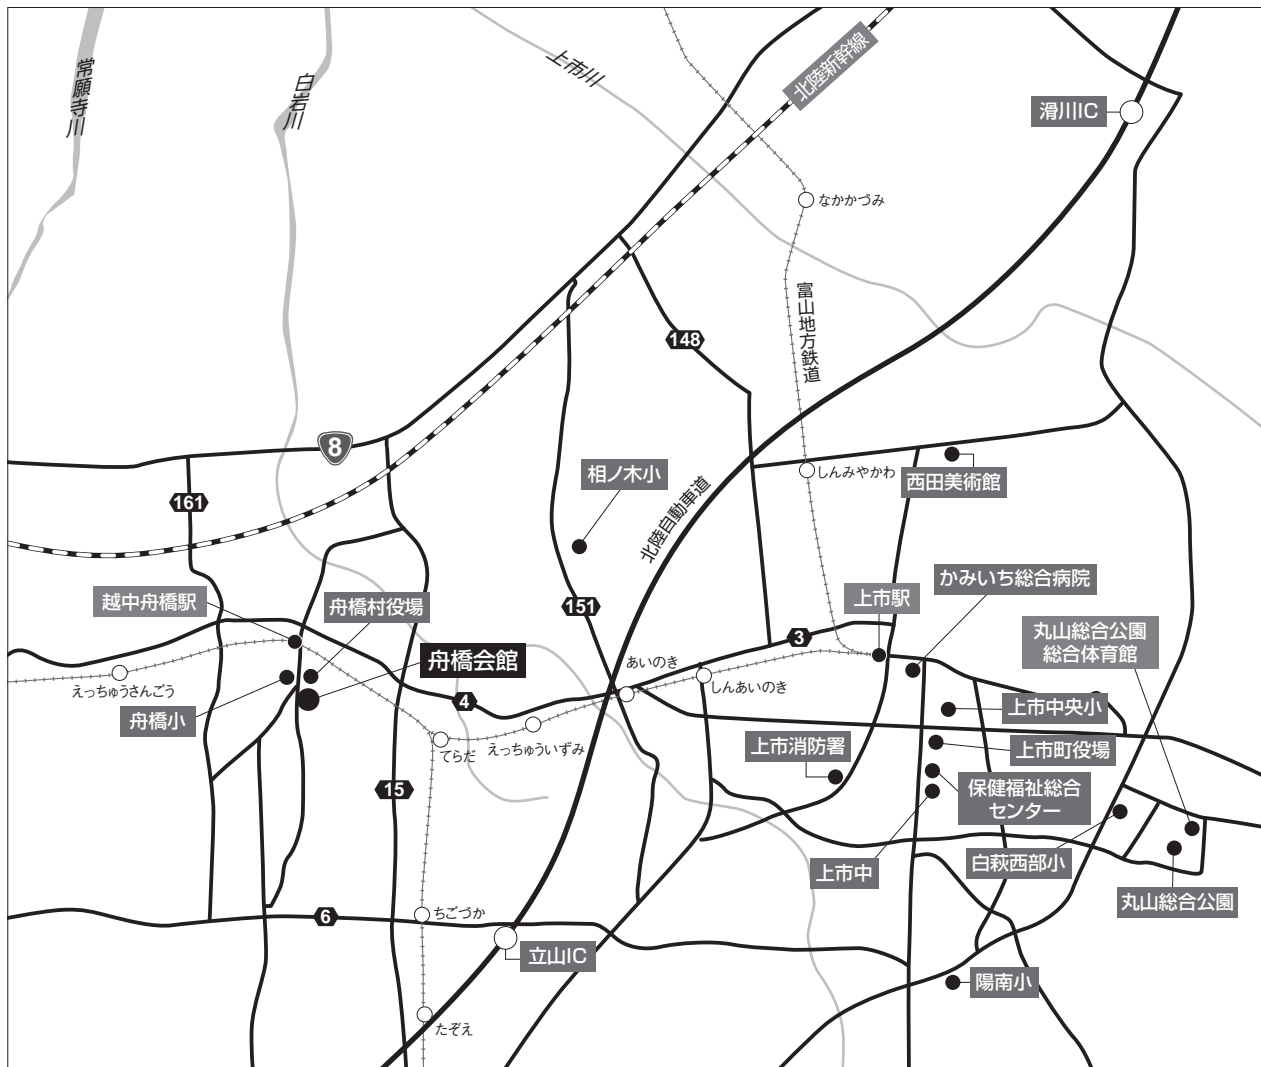 常願寺川
白岩川
上市川
北陸新幹線
滑川IC
なかかづみ
富山地方鉄道
148
8
161
相ノ木小
北陸自動車道
しんみやかわ
西田美術館
かみいち総合病院
越中舟橋駅
舟橋村役場
151
上市駅
3
丸山総合公園
総合体育館
舟橋会館
あいのき
しんあいのき
えっちゅうさんごう
4
舟橋小
上市中央小
てらだ
えっちゅういずみ
上市消防署
上市町役場
15
保健福祉総合
センター
上市中
白萩西部小
丸山総合公園
6
ちごづか
立山IC
陽南小
たぞえ